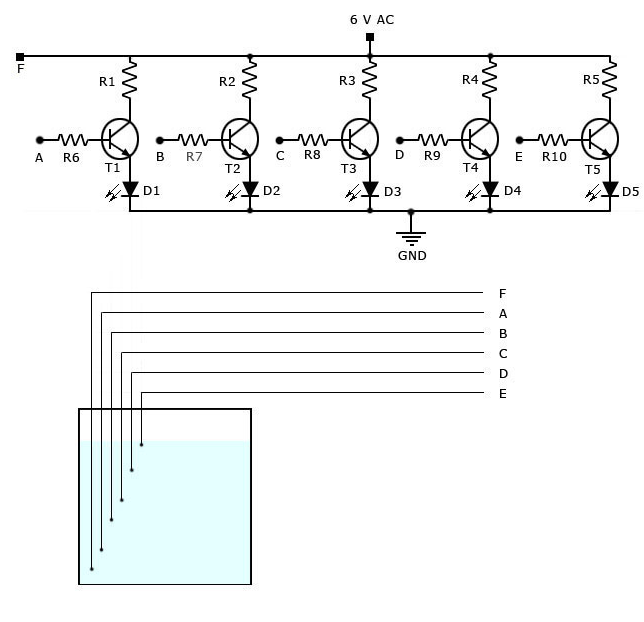 6 V AC
F
R1 R2 R3 R4 R5
A R6 B R7 C R8 D R9 E R10
T1 T2 T3 T4 T5
D1 D2 D3 D4 D5
GND
F
A
B
C
D
E